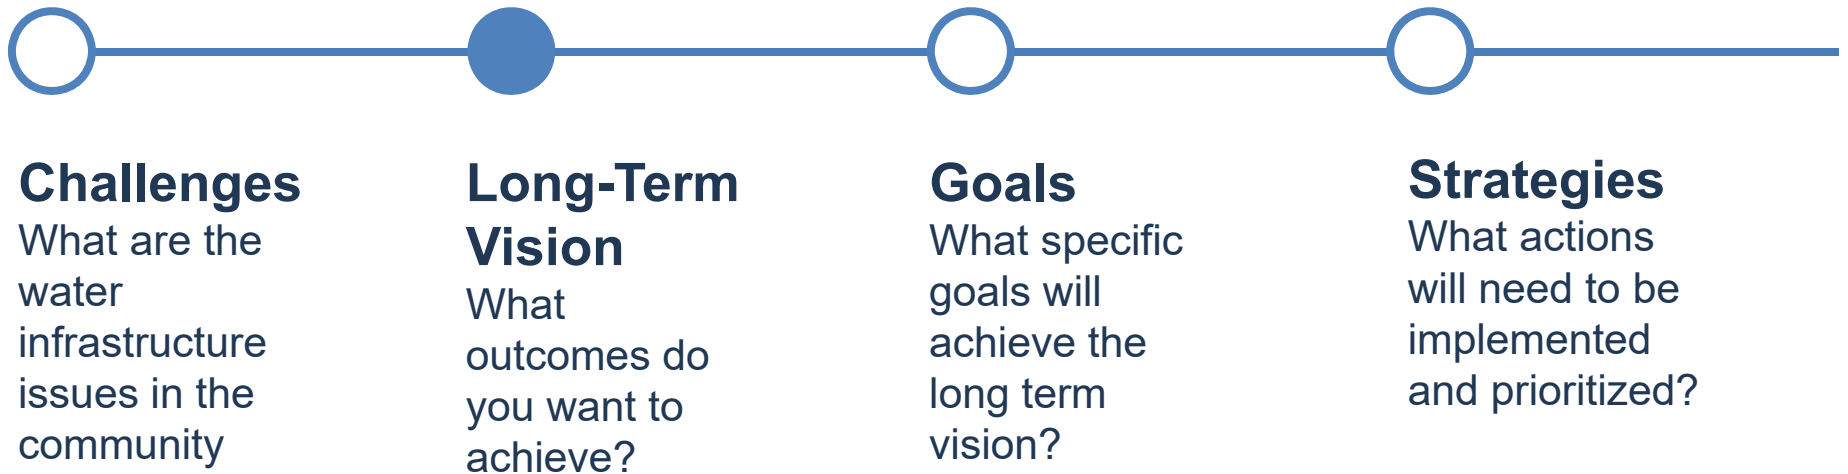 Challenges
What are the
water
infrastructure
issues in the
community
Long-Term
Vision
What
outcomes do
you want to
achieve?
Goals
What specific
goals will
achieve the
long term
vision?
Strategies
What actions
will need to be
implemented
and prioritized?